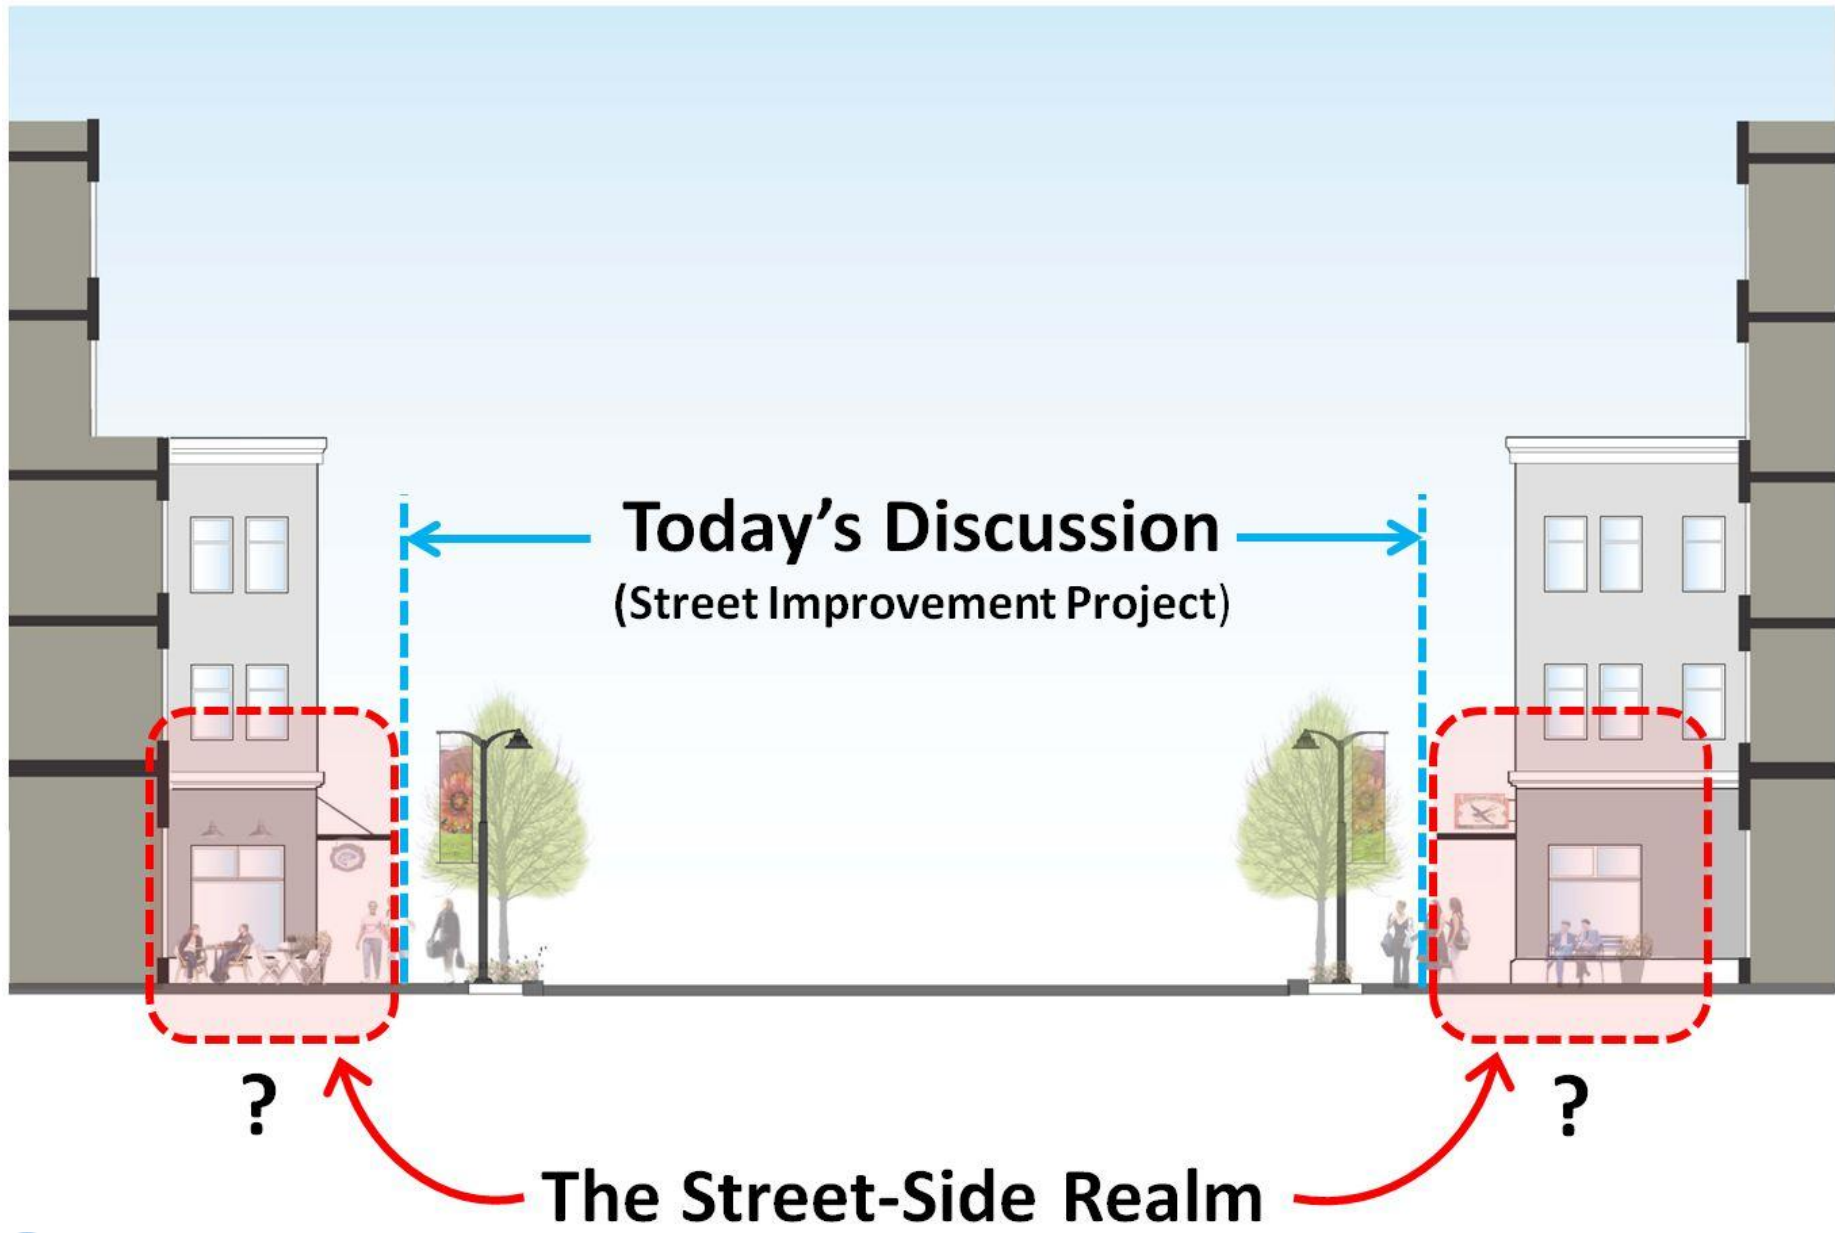 Today’s Discussion
(Street Improvement Project)
?
?
The Street-Side Realm